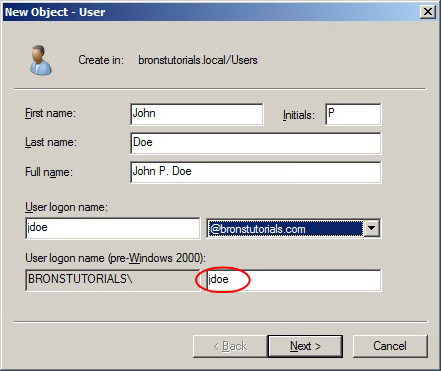 New Object - User
Create in: bronstutorials.local/Users
First name: John Initials: P
Last name: Doe
Full name: John P. Doe
User logon name:
jdoe @bronstutorials.com
User logon name (pre-Windows 2000):
BRONSTUTORIALS\ jdoe
< Back Next > Cancel